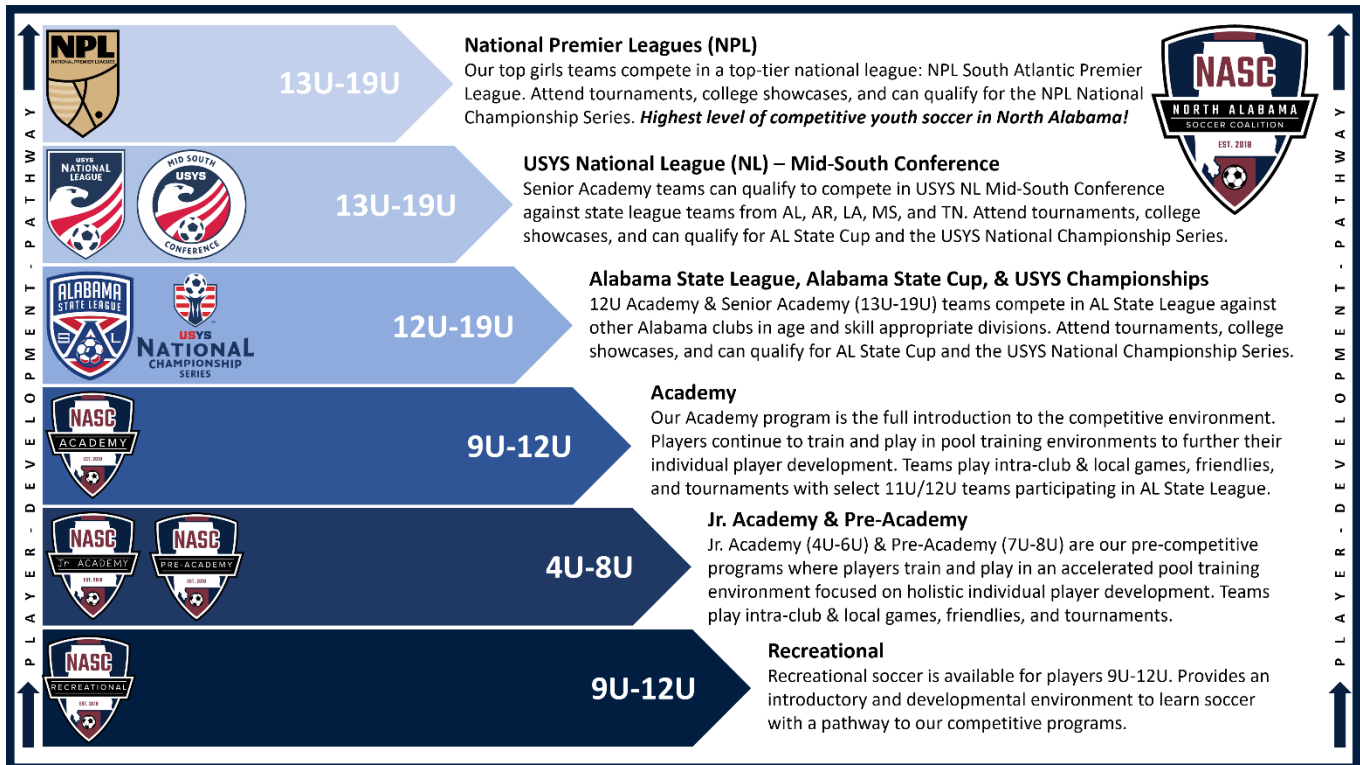 NPL
NATIONAL PREMIER LEAGUES
13U-19U
National Premier Leagues (NPL)
Our top girls teams compete in a top-tier national league: NPL South Atlantic Premier
League. Attend tournaments, college showcases, and can qualify for the NPL National
Championship Series. Highest level of competitive youth soccer in North Alabama!
NASC
NORTH ALABAMA
SOCCER COALITION
EST. 2018
USYS
NATIONAL
LEAGUE
MID SOUTH
USYS
CONFERENCE
13U-19U
USYS National League (NL) – Mid-South Conference
Senior Academy teams can qualify to compete in USYS NL Mid-South Conference
against state league teams from AL, AR, LA, MS, and TN. Attend tournaments, college
showcases, and can qualify for AL State Cup and the USYS National Championship Series.
ALABAMA
STATE LEAGUE
S L
USYS
NATIONAL
CHAMPIONSHIP
SERIES
12U-19U
Alabama State League, Alabama State Cup, & USYS Championships
12U Academy & Senior Academy (13U-19U) teams compete in AL State League against
other Alabama clubs in age and skill appropriate divisions. Attend tournaments, college
showcases, and can qualify for AL State Cup and the USYS National Championship Series.
NASC
ACADEMY
EST. 2018
9U-12U
Academy
Our Academy program is the full introduction to the competitive environment.
Players continue to train and play in pool training environments to further their
individual player development. Teams play intra-club & local games, friendlies,
and tournaments with select 11U/12U teams participating in AL State League.
NASC
Jr. ACADEMY
EST. 2018
NASC
PRE-ACADEMY
EST. 2018
4U-8U
Jr. Academy & Pre-Academy
Jr. Academy (4U-6U) & Pre-Academy (7U-8U) are our pre-competitive
programs where players train and play in an accelerated pool training
environment focused on holistic individual player development. Teams
play intra-club & local games, friendlies, and tournaments.
NASC
RECREATIONAL
EST. 2018
9U-12U
Recreational
Recreational soccer is available for players 9U-12U. Provides an
introductory and developmental environment to learn soccer
with a pathway to our competitive programs.
PLAYER-DEVELOPMENT-PATHWAY
PLAYER-DEVELOPMENT-PATHWAY